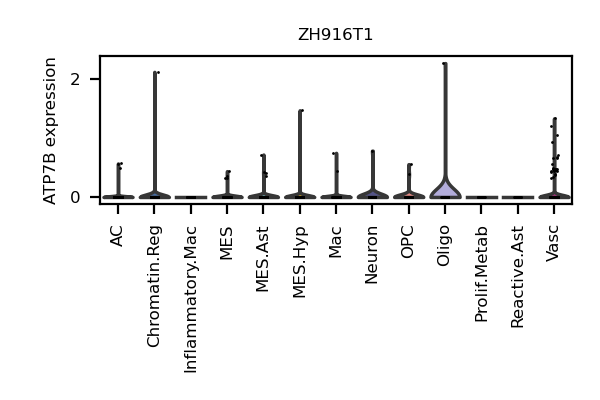 ZH916T1
ATP7B expression
2
0
AC
Chromatin.Reg
Inflammatory.Mac
MES
MES.Ast
MES.Hyp
Mac
Neuron
OPC
Oligo
Prolif.Metab
Reactive.Ast
Vasc